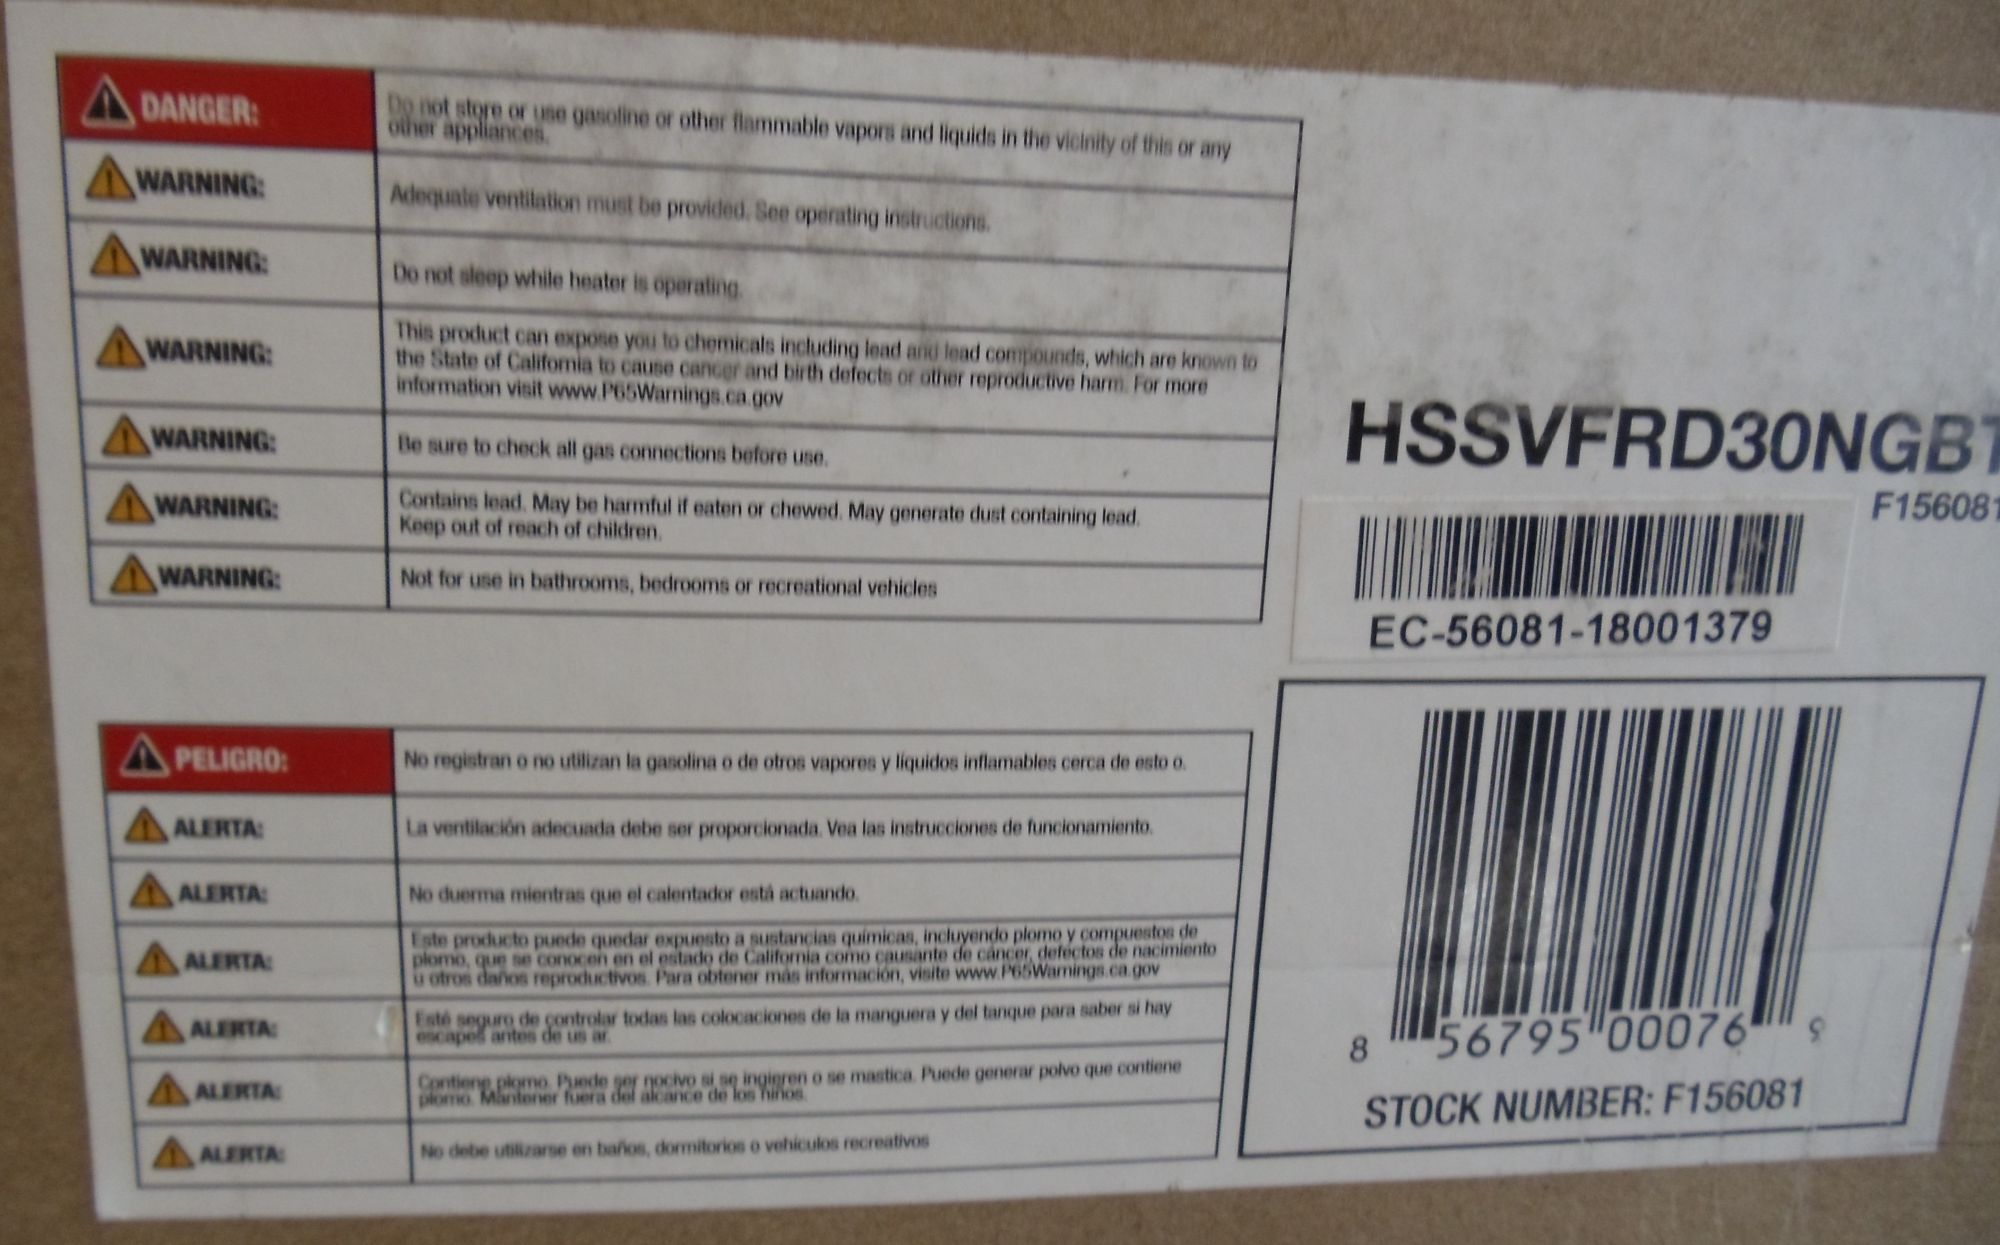 DANGER:
Do not store or use gasoline or other flammable vapors and liquids in the vicinity of this or any
other appliances.
WARNING:
Adequate ventilation must be provided. See operating instructions.
WARNING:
Do not sleep while heater is operating.
WARNING:
This product can expose you to chemicals including lead and lead compounds, which are known to
the State of California to cause cancer and birth defects or other reproductive harm. For more
information visit www.P65Warnings.ca.gov
WARNING:
Be sure to check all gas connections before use.
WARNING:
Contains lead. May be harmful if eaten or chewed. May generate dust containing lead.
Keep out of reach of children.
WARNING:
Not for use in bathrooms, bedrooms or recreational vehicles
HSSVFRD30NGBT
F156081
EC-56081-18001379
PELIGRO:
No registran o no utilizan la gasolina o de otros vapores y líquidos inflamables cerca de esto o.
ALERTA:
La ventilación adecuada debe ser proporcionada. Vea las instrucciones de funcionamiento.
ALERTA:
No duerma mientras que el calentador está actuando.
ALERTA:
Este producto puede quedar expuesto a sustancias químicas, incluyendo plomo y compuestos de
plomo, que se conocen en el estado de California como causante de cáncer, defectos de nacimiento
u otros daños reproductivos. Para obtener más información, visite www.P65Warnings.ca.gov
ALERTA:
Esté seguro de controlar todas las colocaciones de la manguera y del tanque para saber si hay
escapes antes de us ar.
ALERTA:
Contiene plomo. Puede ser nocivo si se ingieren o se mastica. Puede generar polvo que contiene
plomo. Mantener fuera del alcance de los niños.
ALERTA:
No debe utilizarse en baños, dormitorios o vehículos recreativos
8 56795 00076 9
STOCK NUMBER: F156081